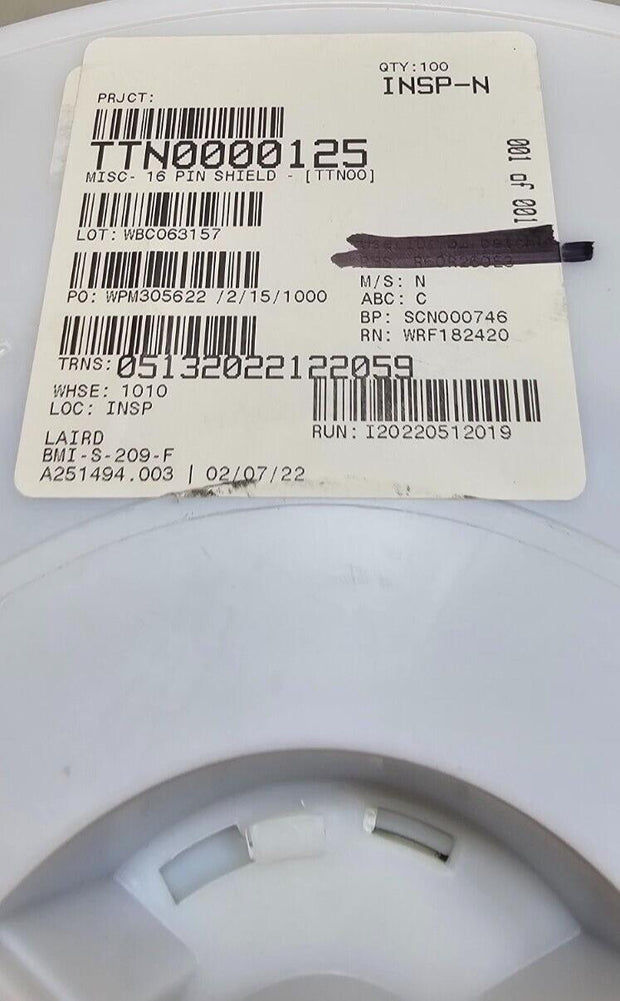 QTY:100
INSP-N
PRJCT:
TTN0000125
MISC- 16 PIN SHIELD - [TTN00]
001 of 001
LOT: WBC063157
PO: WPM305622 /2/15/1000
M/S: N
ABC: C
BP: SCN000746
RN: WRF182420
TRNS: 05132022122059
WHSE: 1010
LOC: INSP
RUN: I20220512019
LAIRD
BMI-S-209-F
A251494.003 | 02/07/22